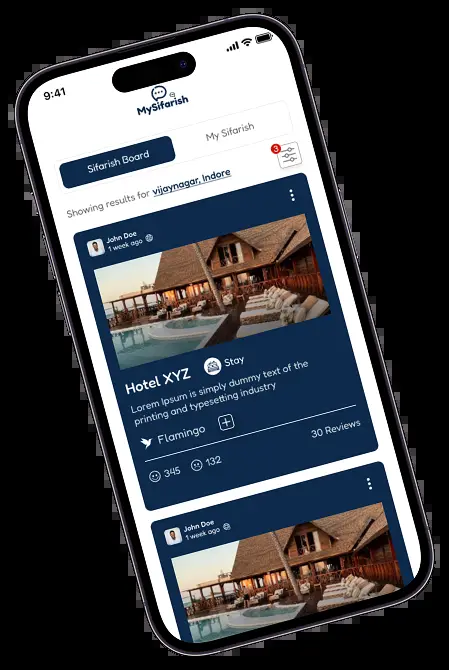 9:41
MySifarish
Sifarish Board
My Sifarish
3
Showing results for vijaynagar, Indore
John Doe
1 week ago
Hotel XYZ
Stay
Lorem Ipsum is simply dummy text of the
printing and typesetting industry
Flamingo
345
132
30 Reviews
John Doe
1 week ago